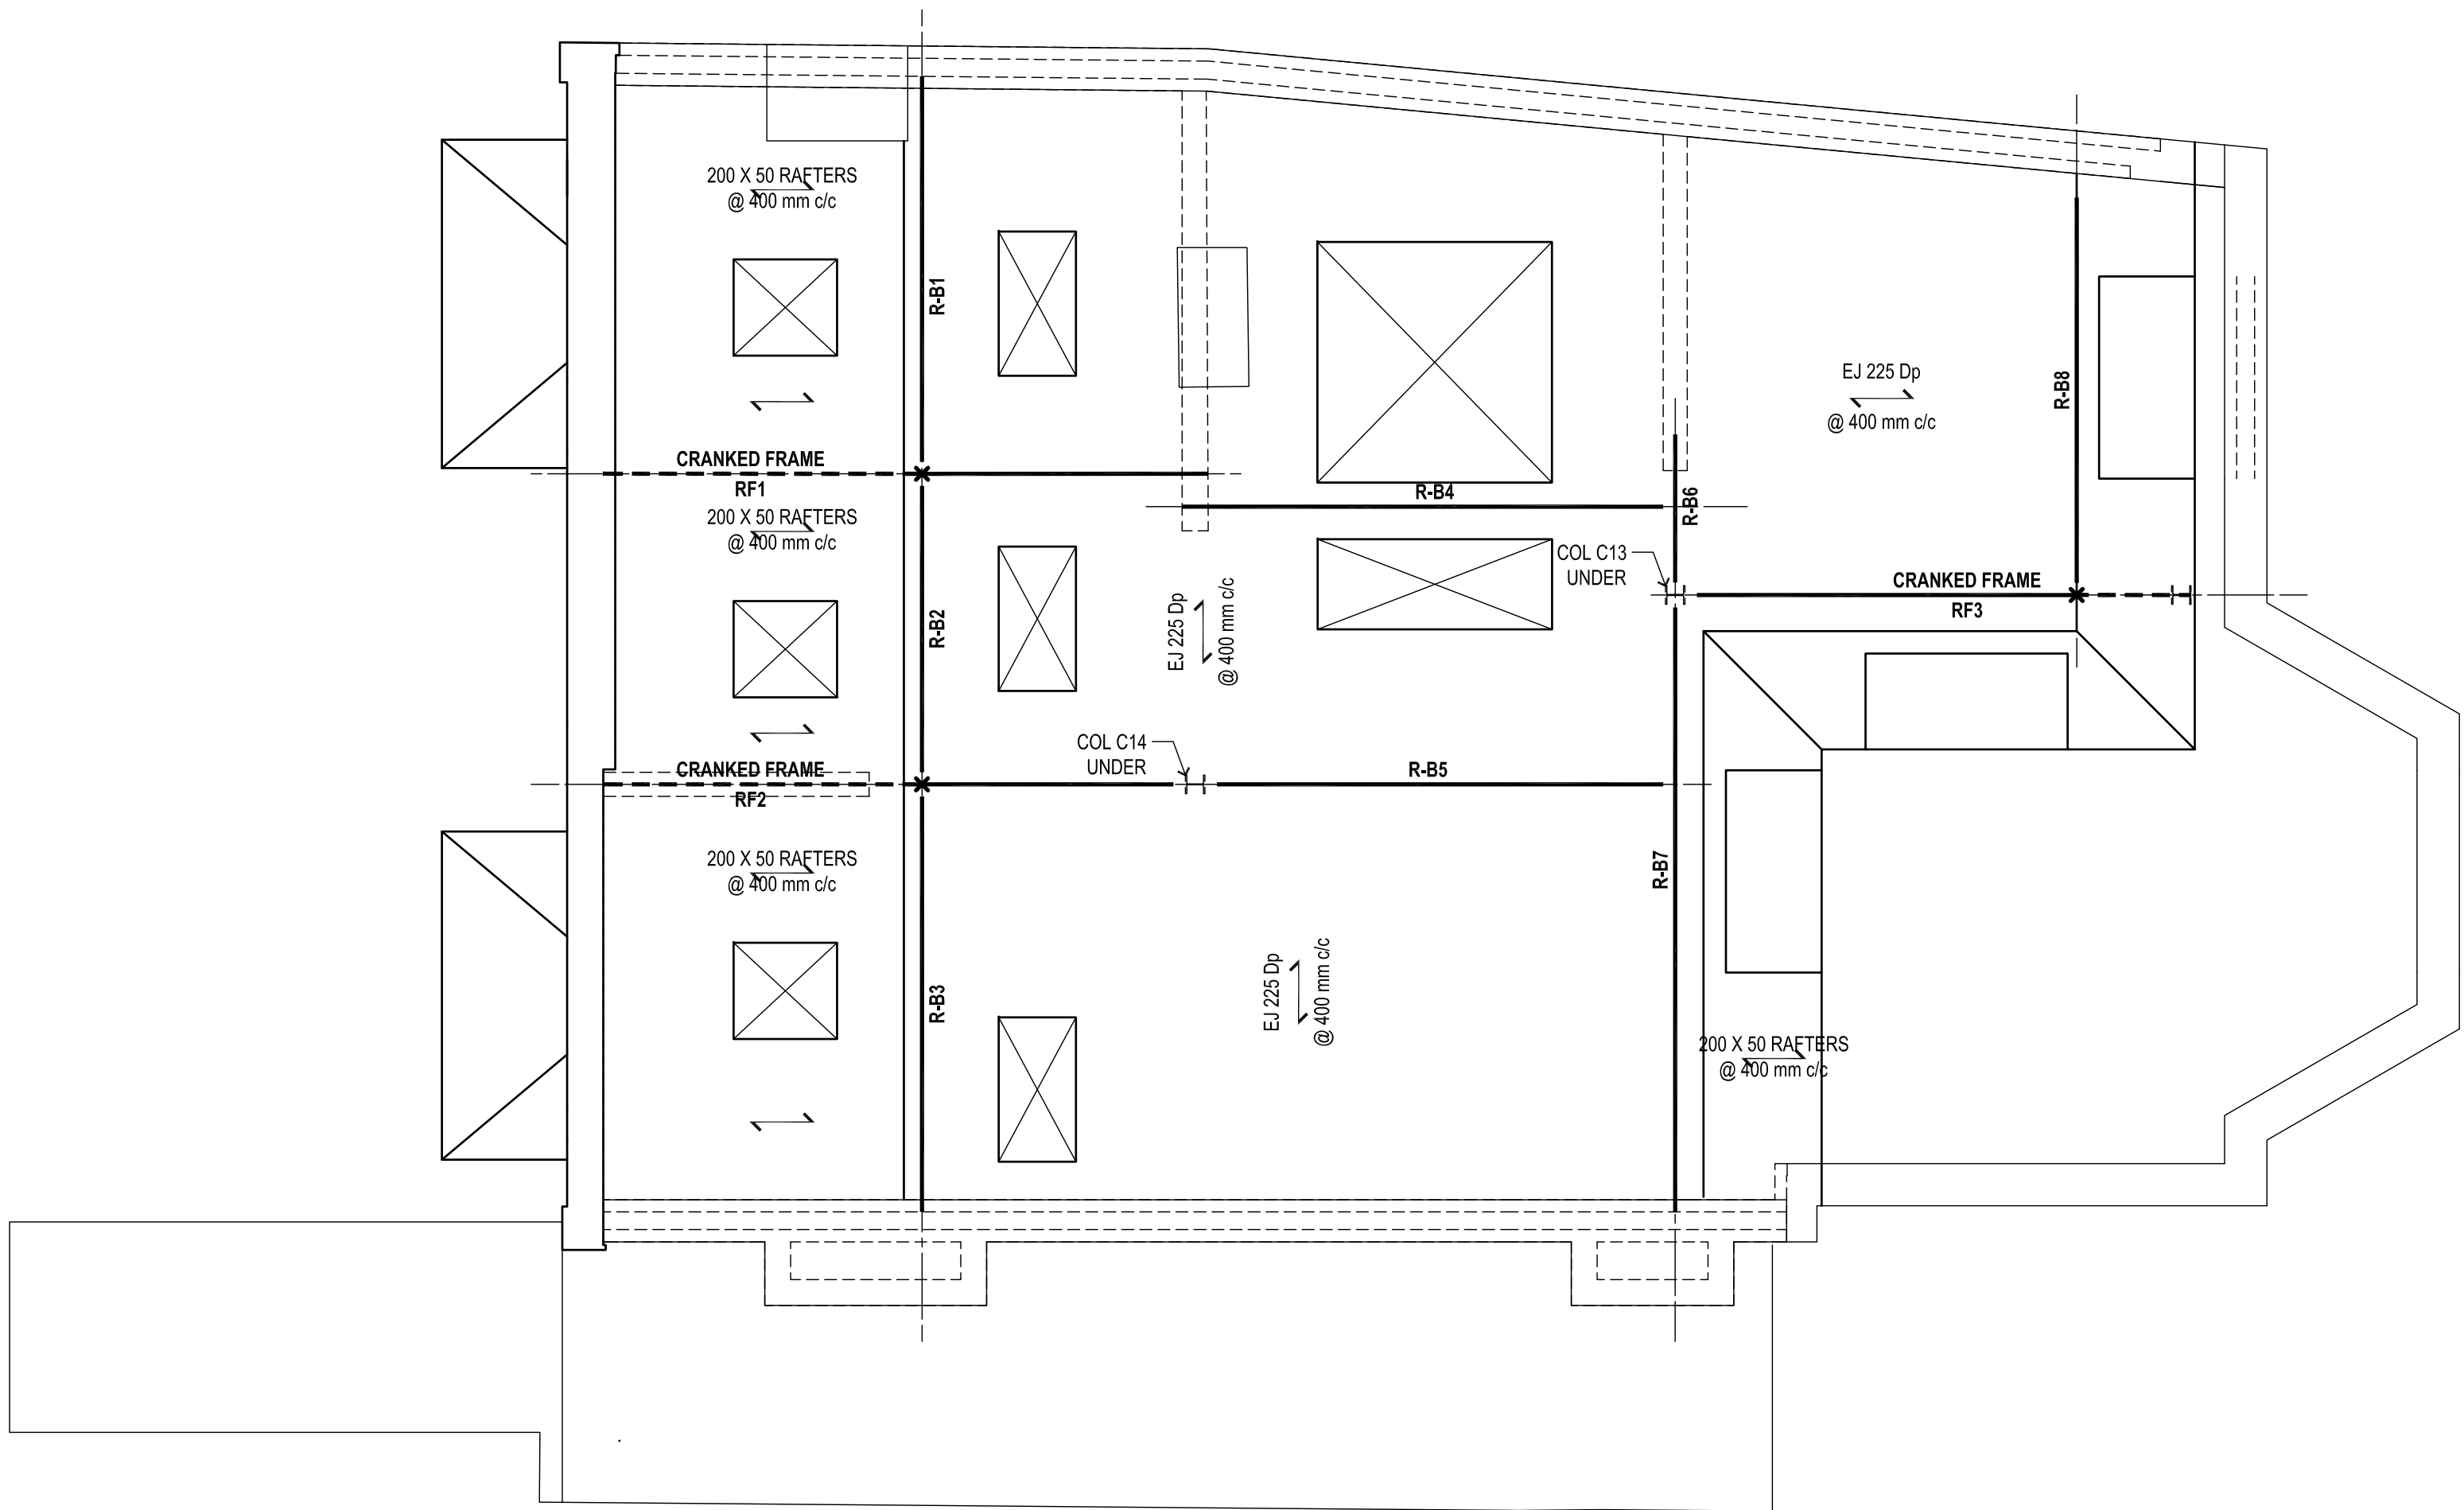 200 X 50 RAFTERS
@ 400 mm c/c
R-B1
EJ 225 Dp
@ 400 mm c/c
R-B8
CRANKED FRAME
RF1
R-B4
R-B6
200 X 50 RAFTERS
@ 400 mm c/c
COL C13
UNDER
CRANKED FRAME
RF3
R-B2
EJ 225 Dp
@ 400 mm c/c
COL C14
UNDER
CRANKED FRAME
RF2
R-B5
200 X 50 RAFTERS
@ 400 mm c/c
R-B7
R-B3
EJ 225 Dp
@ 400 mm c/c
200 X 50 RAFTERS
@ 400 mm c/c